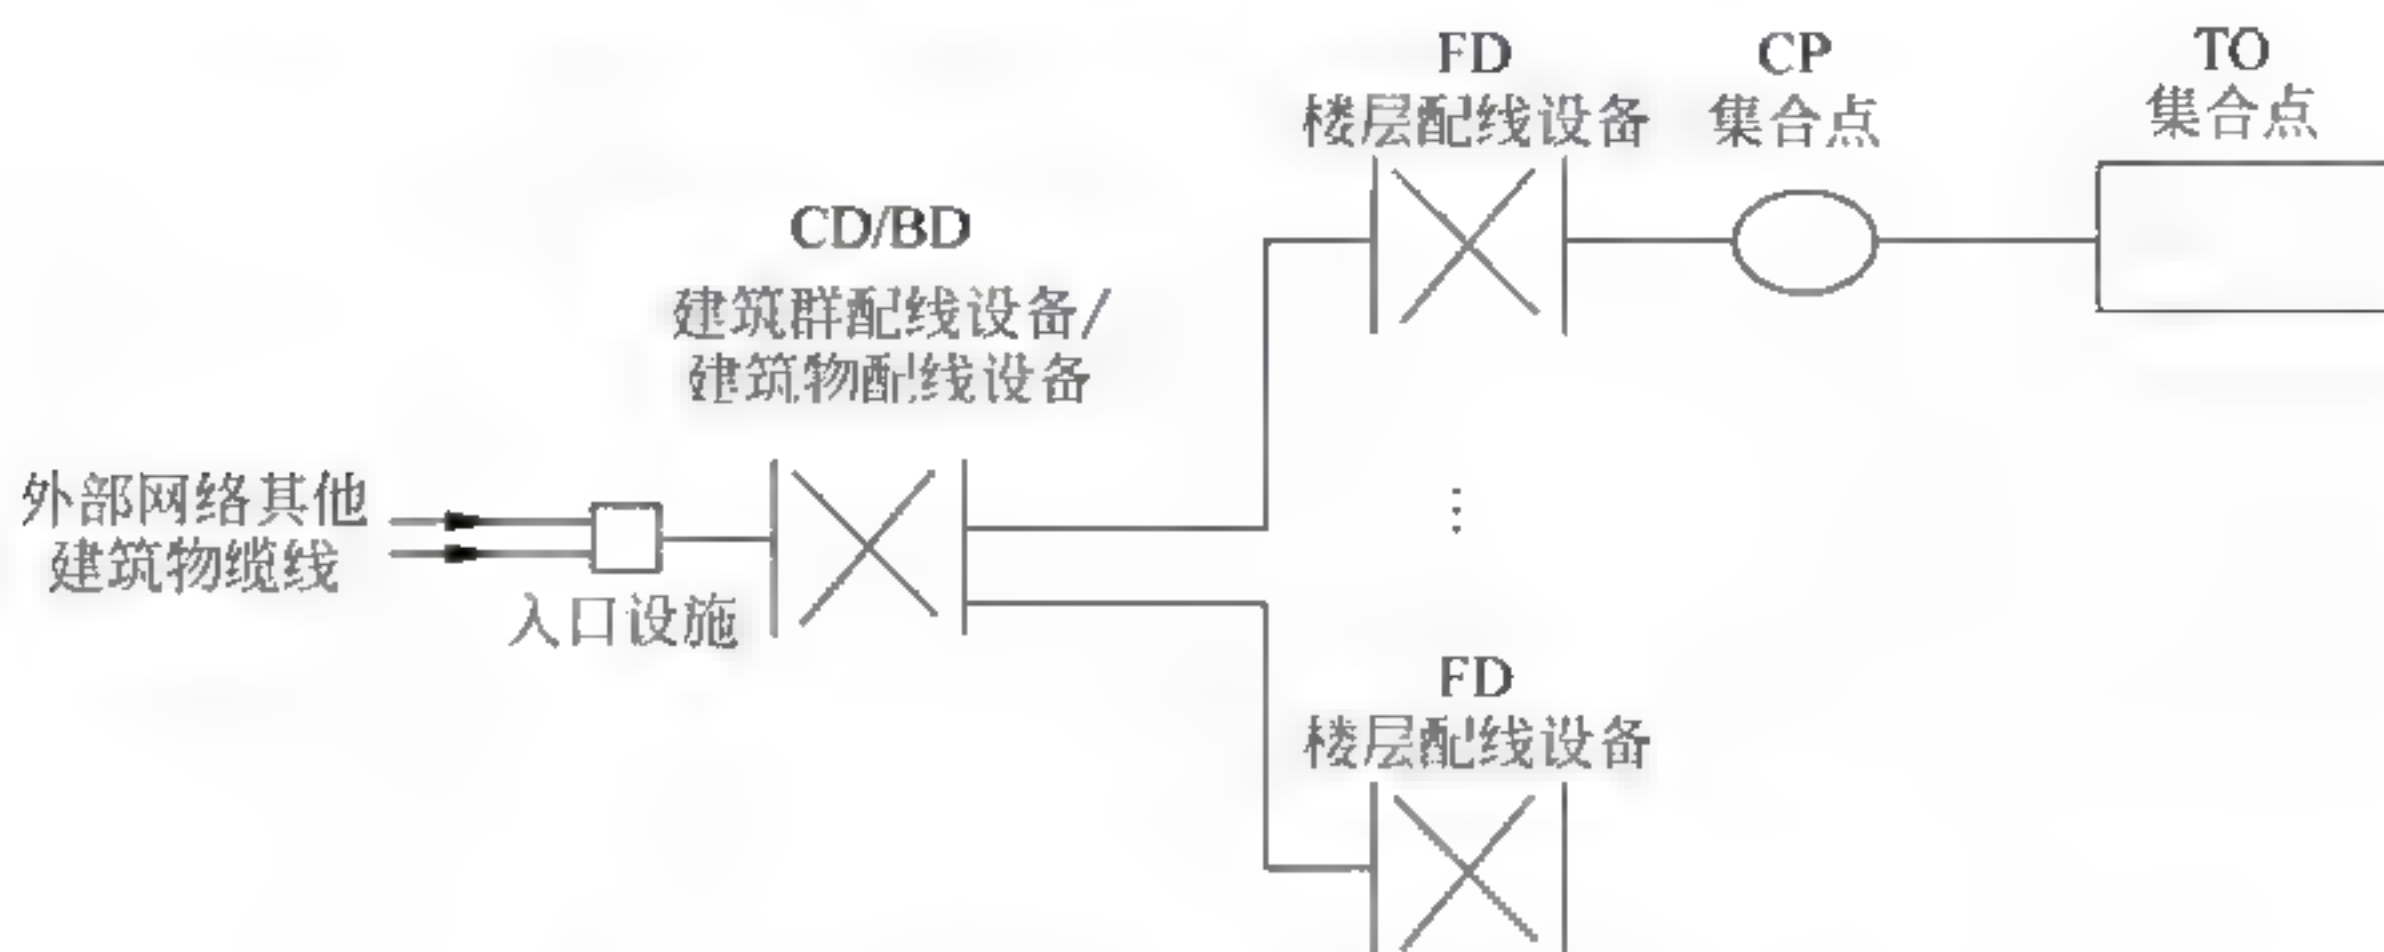 FD
楼层配线设备
CP
集合点
TO
集合点
CD/BD
建筑群配线设备/
建筑物配线设备
外部网络其他
建筑物缆线
入口设施
FD
楼层配线设备